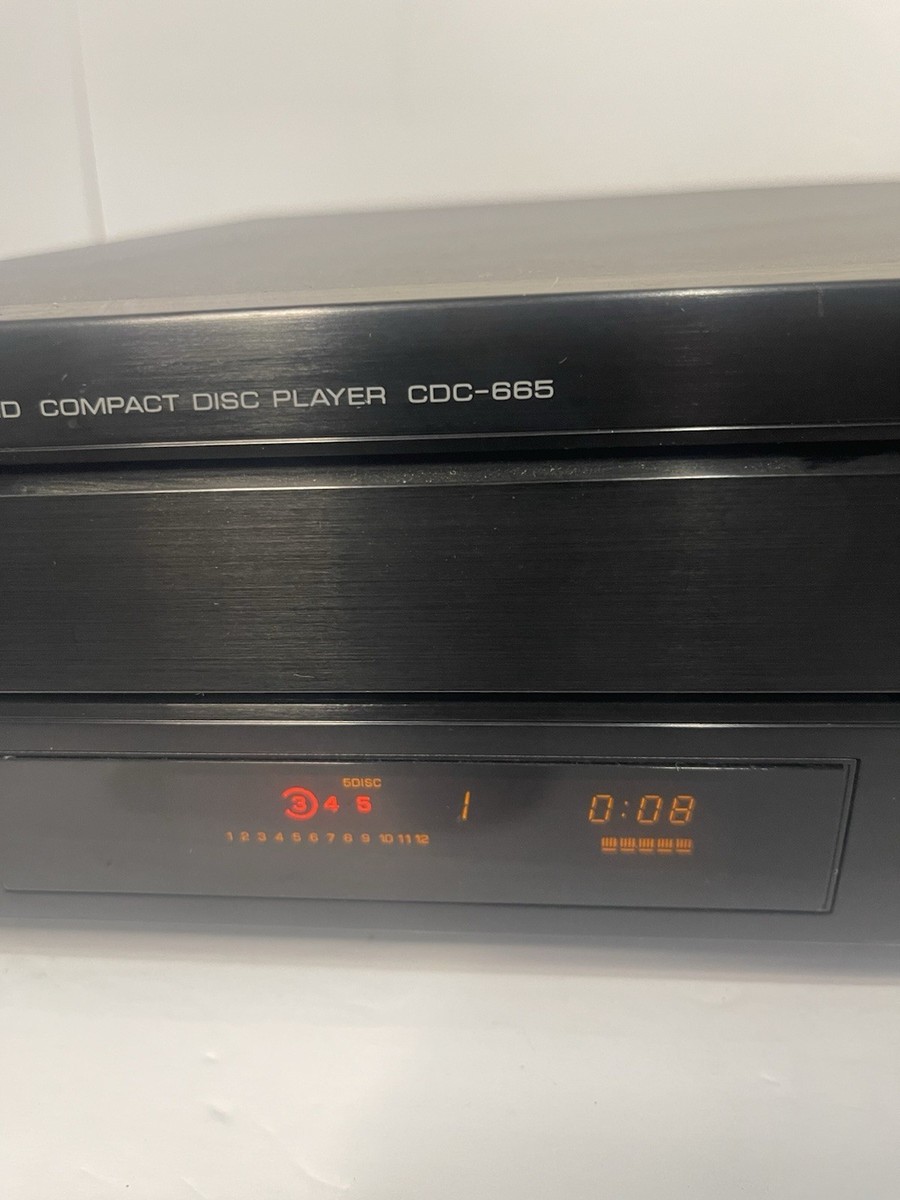 D COMPACT DISC PLAYER CDC-665
5DISC
3 4 5 1 0:08
1 2 3 4 5 6 7 8 9 10 11 12